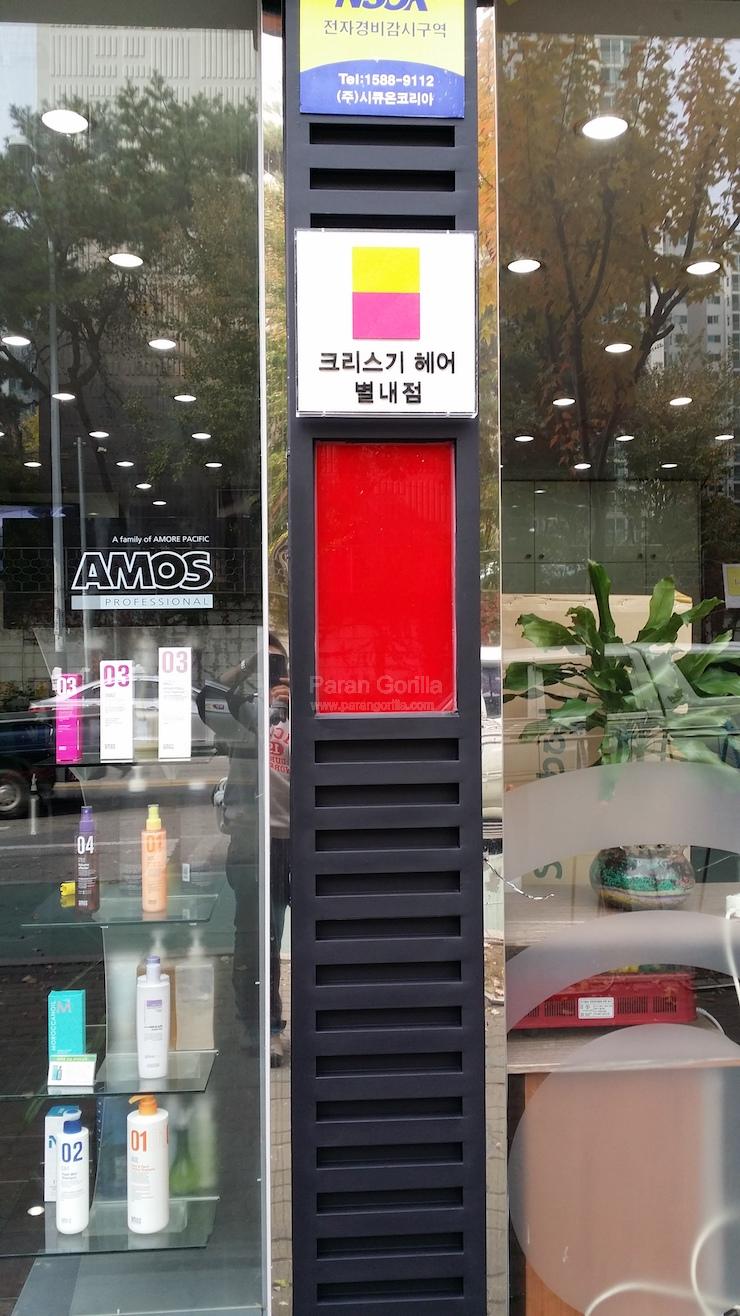 전자경비감시구역
Tel:1588-9112
(주)시큐온코리아
크리스기 헤어
별내점
A family of AMORE PACIFIC
AMOS
PROFESSIONAL
03
03
03
Paran Gorilla
www.parangorilla.com
04
01
MOROCCANOIL
M
02
01